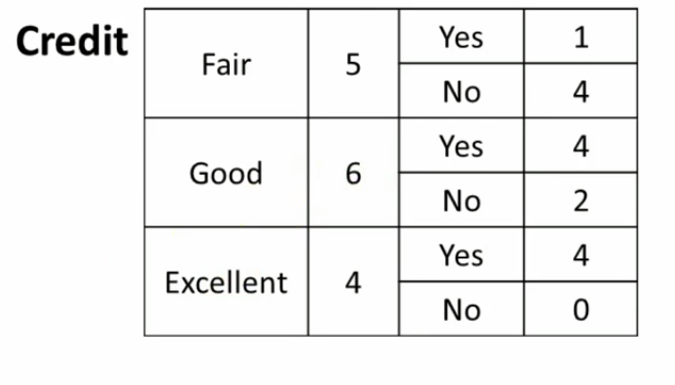 Credit
Fair 5 Yes 1
No 4
Good 6 Yes 4
No 2
Excellent 4 Yes 4
No 0